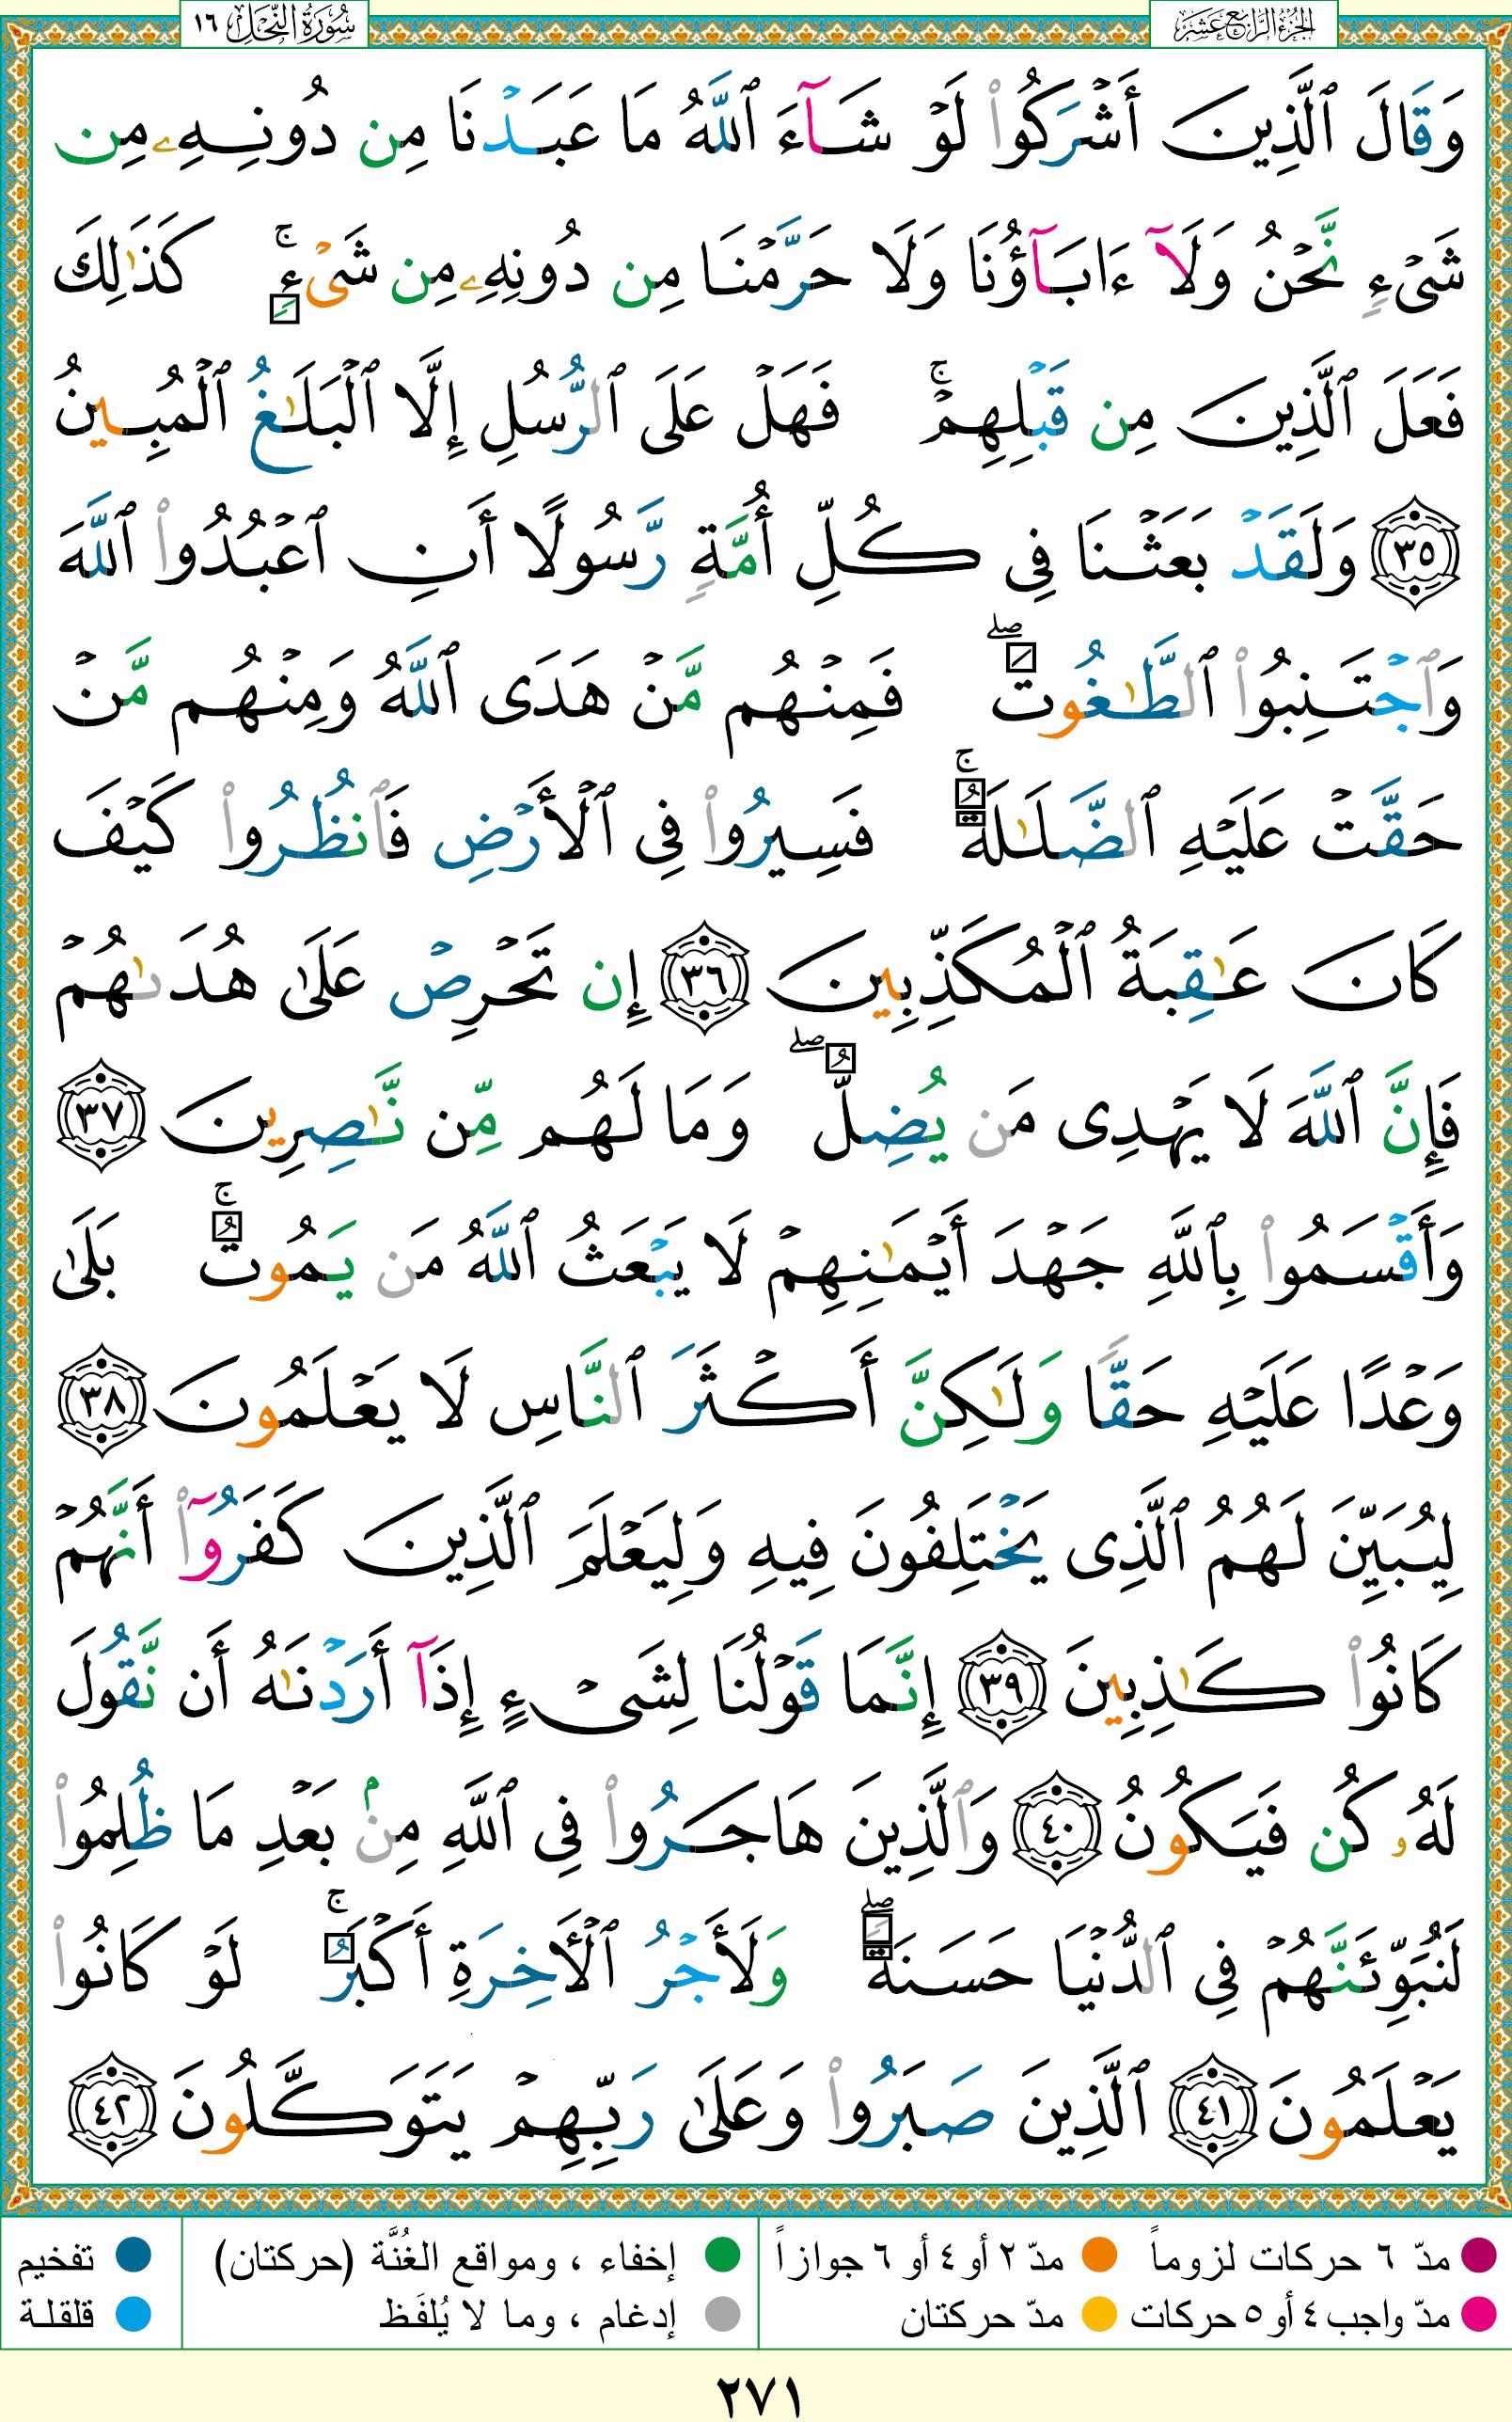 الجزء الرابع عشر
سورة النحل ١٦
وَقَالَ ٱلَّذِينَ أَشْرَكُوا۟ لَوْ شَآءَ ٱللَّهُ مَا عَبَدْنَا مِن دُونِهِۦ مِن
شَىْءٍ نَّحْنُ وَلَآ ءَابَآؤُنَا وَلَا حَرَّمْنَا مِن دُونِهِۦ مِن شَىْءٍ ۚ كَذَٰلِكَ
فَعَلَ ٱلَّذِينَ مِن قَبْلِهِمْ ۚ فَهَلْ عَلَى ٱلرُّسُلِ إِلَّا ٱلْبَلَٰغُ ٱلْمُبِينُ
٣٥ وَلَقَدْ بَعَثْنَا فِى كُلِّ أُمَّةٍ رَّسُولًا أَنِ ٱعْبُدُوا۟ ٱللَّهَ
وَٱجْتَنِبُوا۟ ٱلطَّٰغُوتَ ۖ فَمِنْهُم مَّنْ هَدَى ٱللَّهُ وَمِنْهُم مَّنْ
حَقَّتْ عَلَيْهِ ٱلضَّلَٰلَةُ ۚ فَسِيرُوا۟ فِى ٱلْأَرْضِ فَٱنظُرُوا۟ كَيْفَ
كَانَ عَٰقِبَةُ ٱلْمُكَذِّبِينَ ٣٦ إِن تَحْرِصْ عَلَىٰ هُدَىٰهُمْ
فَإِنَّ ٱللَّهَ لَا يَهْدِى مَن يُضِلُّ ۖ وَمَا لَهُم مِّن نَّٰصِرِينَ ٣٧
وَأَقْسَمُوا۟ بِٱللَّهِ جَهْدَ أَيْمَٰنِهِمْ لَا يَبْعَثُ ٱللَّهُ مَن يَمُوتُ ۚ بَلَىٰ
وَعْدًا عَلَيْهِ حَقًّا وَلَٰكِنَّ أَكْثَرَ ٱلنَّاسِ لَا يَعْلَمُونَ ٣٨
لِيُبَيِّنَ لَهُمُ ٱلَّذِى يَخْتَلِفُونَ فِيهِ وَلِيَعْلَمَ ٱلَّذِينَ كَفَرُوٓا۟ أَنَّهُمْ
كَانُوا۟ كَٰذِبِينَ ٣٩ إِنَّمَا قَوْلُنَا لِشَىْءٍ إِذَآ أَرَدْنَٰهُ أَن نَّقُولَ
لَهُۥ كُن فَيَكُونُ ٤٠ وَٱلَّذِينَ هَاجَرُوا۟ فِى ٱللَّهِ مِنۢ بَعْدِ مَا ظُلِمُوا۟
لَنُبَوِّئَنَّهُمْ فِى ٱلدُّنْيَا حَسَنَةً ۖ وَلَأَجْرُ ٱلْأَخِرَةِ أَكْبَرُ ۚ لَوْ كَانُوا۟
يَعْلَمُونَ ٤١ ٱلَّذِينَ صَبَرُوا۟ وَعَلَىٰ رَبِّهِمْ يَتَوَكَّلُونَ ٤٢
مدّ ٦ حركات لزوماً
مدّ ٢ أو ٤ أو ٦ جوازاً
إخفاء ، ومواقع الغُنَّة (حركتان)
تفخيم
مدّ واجب ٤ أو ٥ حركات
مدّ حركتان
إدغام ، وما لا يُلفَظ
قلقلة
٢٧١